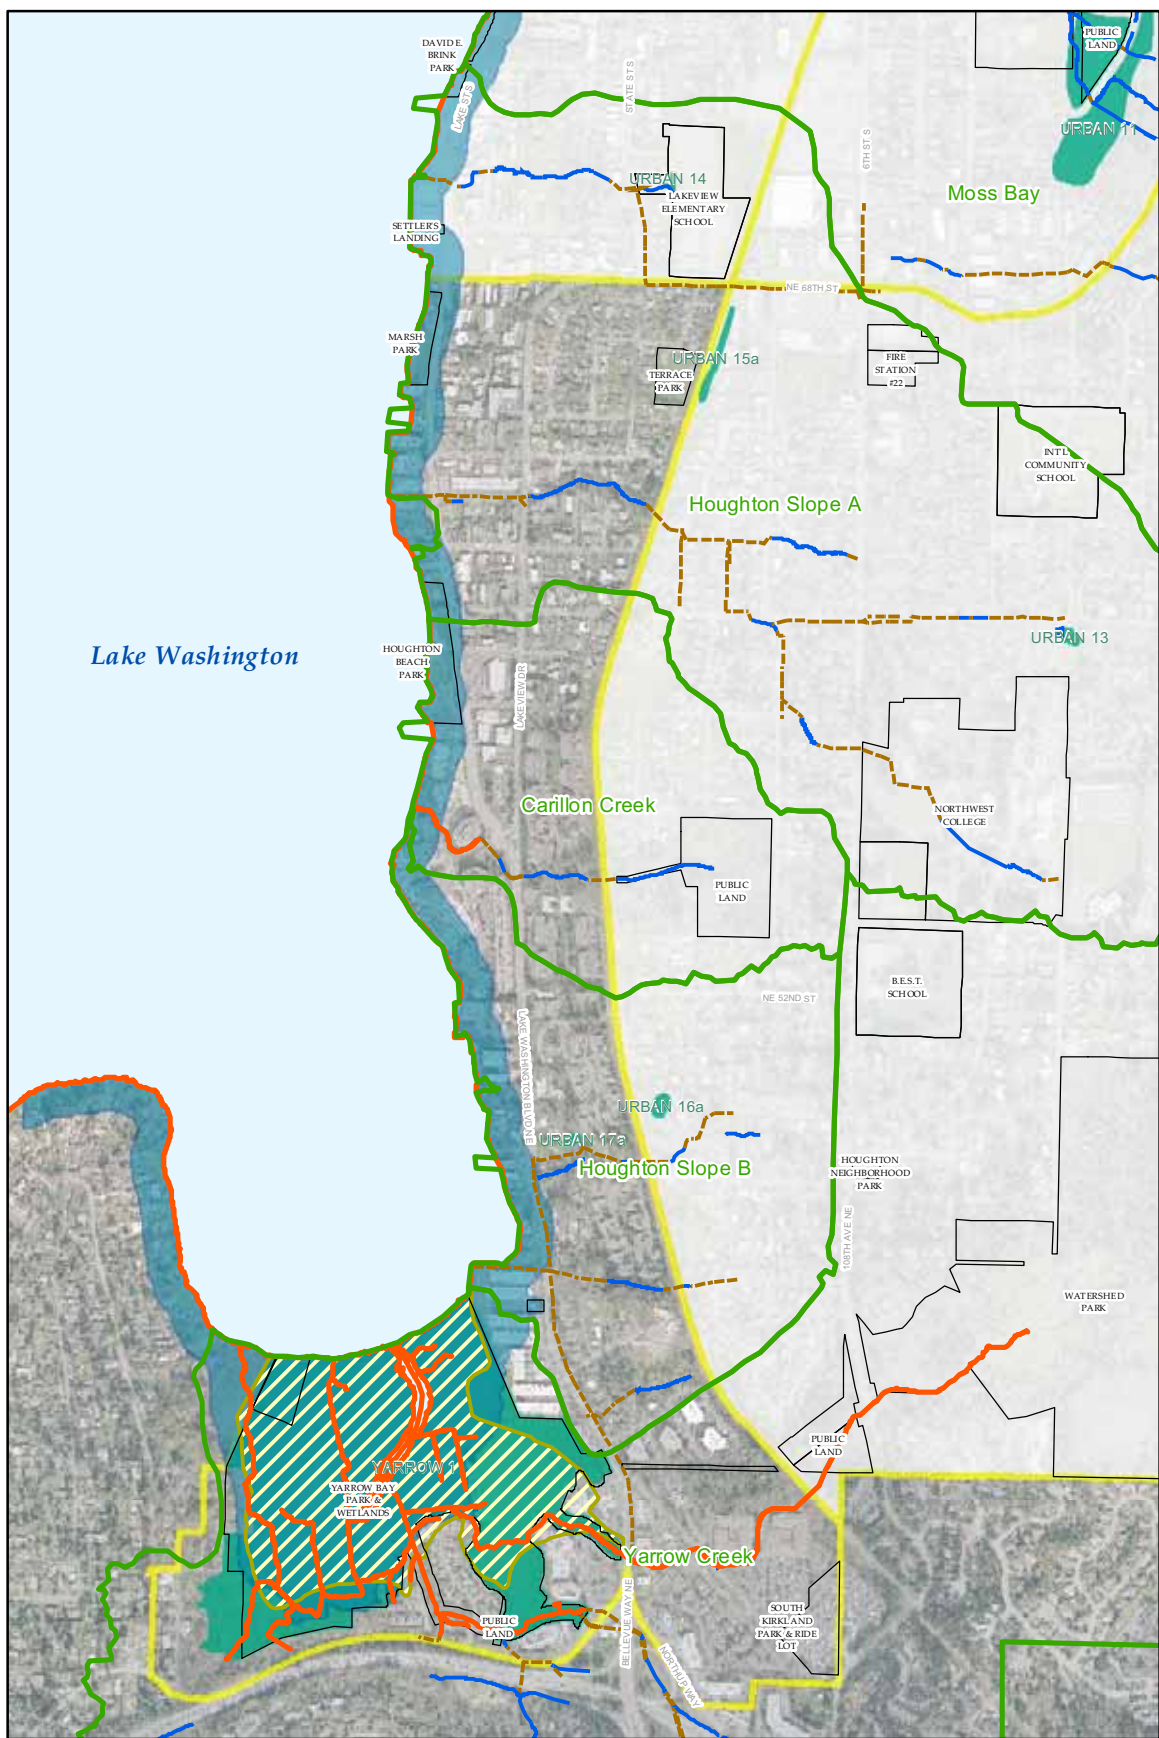 DAVID E.
BRINK
PARK
LAKE ST S
STATE ST S
PUBLIC
LAND
URBAN 11
6TH ST S
Moss Bay
URBAN 14
LAKEVIEW
ELEMENTARY
SCHOOL
SETTLER'S
LANDING
NE 68TH ST
MARSH
PARK
URBAN 15a
TERRACE
PARK
FIRE
STATION
#22
INT'L
COMMUNITY
SCHOOL
Houghton Slope A
URBAN 13
Lake Washington
HOUGHTON
BEACH
PARK
LAKEVIEW DR
Carillon Creek
NORTHWEST
COLLEGE
PUBLIC
LAND
B.E.S.T.
SCHOOL
NE 52ND ST
LAKE WASHINGTON BLVD NE
URBAN 16a
URBAN 17a
Houghton Slope B
HOUGHTON
NEIGHBORHOOD
PARK
108TH AVE NE
WATERSHED
PARK
PUBLIC
LAND
YARROW 1
YARROW BAY
PARK &
WETLANDS
Yarrow Creek
PUBLIC
LAND
BELLEVUE WAY NE
NORTHUP WAY
SOUTH
KIRKLAND
PARK & RIDE
LOT